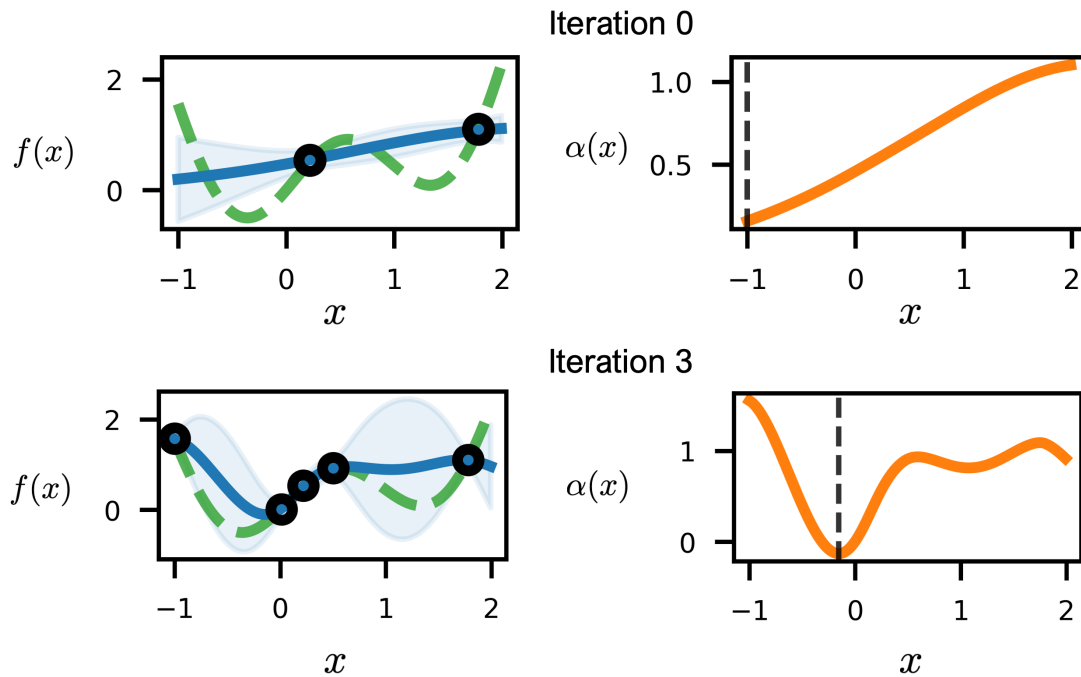 Iteration 0
f(x)
2
0
−1 0 1 2
x
α(x)
1.0
0.5
−1 0 1 2
x
Iteration 3
f(x)
2
0
−1 0 1 2
x
α(x)
1
0
−1 0 1 2
x